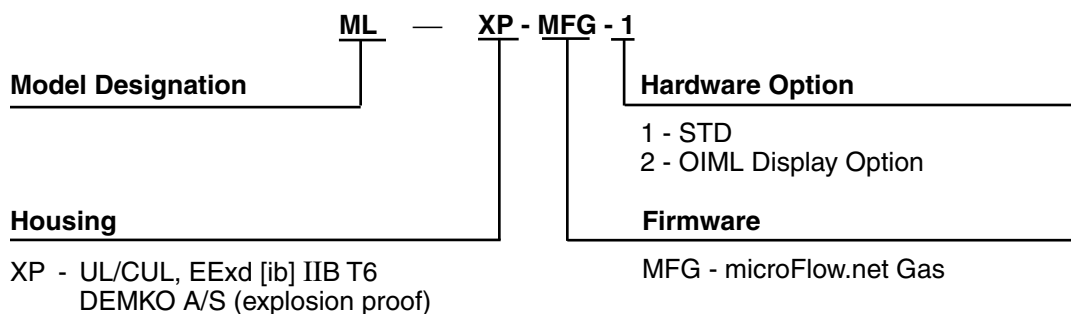 ML — XP - MFG - 1
Model Designation
Hardware Option
1 - STD
2 - OIML Display Option
Housing
Firmware
XP - UL/CUL, EExd [ib] IIB T6
DEMKO A/S (explosion proof)
MFG - microFlow.net Gas